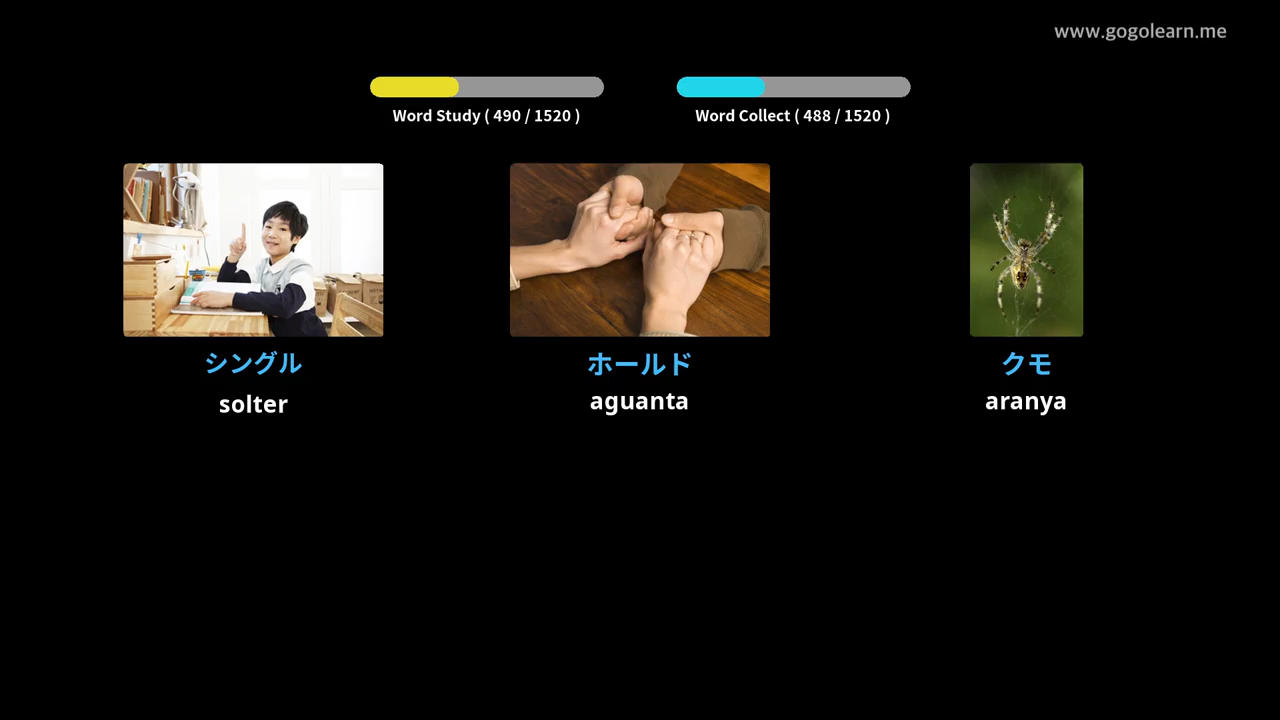 www.gogolearn.me
Word Study ( 490 / 1520 )
Word Collect ( 488 / 1520 )
シングル
ホールド
クモ
solter
aguanta
aranya